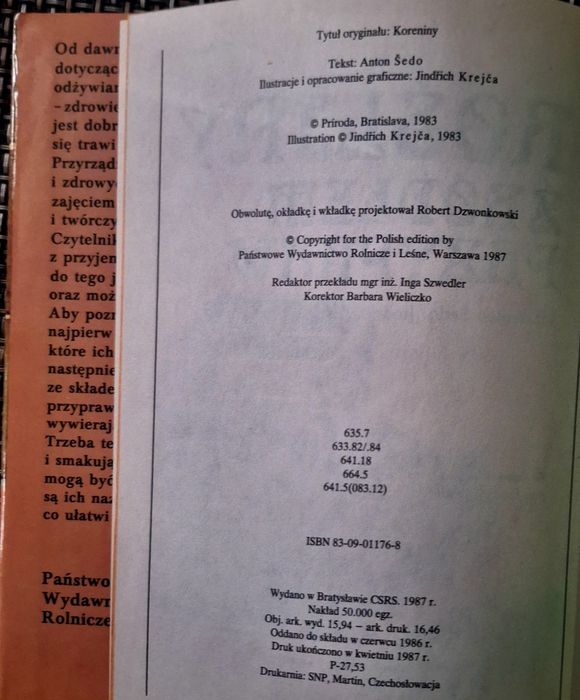 Od dawn
dotycząc
odżywian
- zdrowie
jest dobr
się trawi
Przyrząd
i zdrowy
zajęciem
i twórczy
Czytelnik
z przyjem
do tego j
oraz moż
Aby pozn
najpierw
które ich
następnie
ze składe
przypraw
wywieraj
Trzeba te
i smakują
mogą być
są ich naz
co ułatwi
Państwo
Wydawn
Rolnicze
Tytuł oryginału: Koreniny
Tekst: Anton Šedo
Ilustracje i opracowanie graficzne: Jindřich Krejča
© Príroda, Bratislava, 1983
Illustration © Jindřich Krejča, 1983
Obwolutę, okładkę i wkładkę projektował Robert Dzwonkowski
© Copyright for the Polish edition by
Państwowe Wydawnictwo Rolnicze i Leśne, Warszawa 1987
Redaktor przekładu mgr inż. Inga Szwedler
Korektor Barbara Wieliczko
635.7
633.82/.84
641.18
664.5
641.5(083.12)
ISBN 83-09-01176-8
Wydano w Bratysławie CSRS. 1987 r.
Nakład 50.000 egz.
Obj. ark. wyd. 15,94 – ark. druk. 16,46
Oddano do składu w czerwcu 1986 r.
Druk ukończono w kwietniu 1987 r.
P-27,53
Drukarnia: SNP, Martin, Czechosłowacja